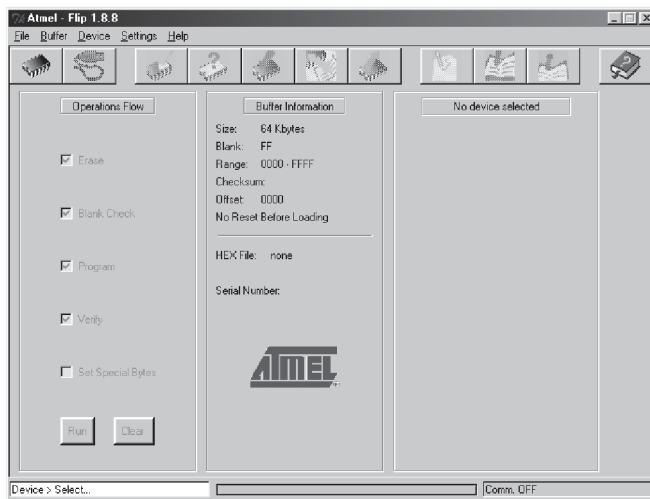 Atmel - Flip 1.8.8
File Buffer Device Settings Help
Operations Flow
Erase
Blank Check
Program
Verify
Set Special Bytes
Run Clear
Buffer Information
Size: 64 Kbytes
Blank: FF
Range: 0000 - FFFF
Checksum:
Offset: 0000
No Reset Before Loading
HEX File: none
Serial Number:
ATMEL
No device selected
Device > Select...
Comm. OFF